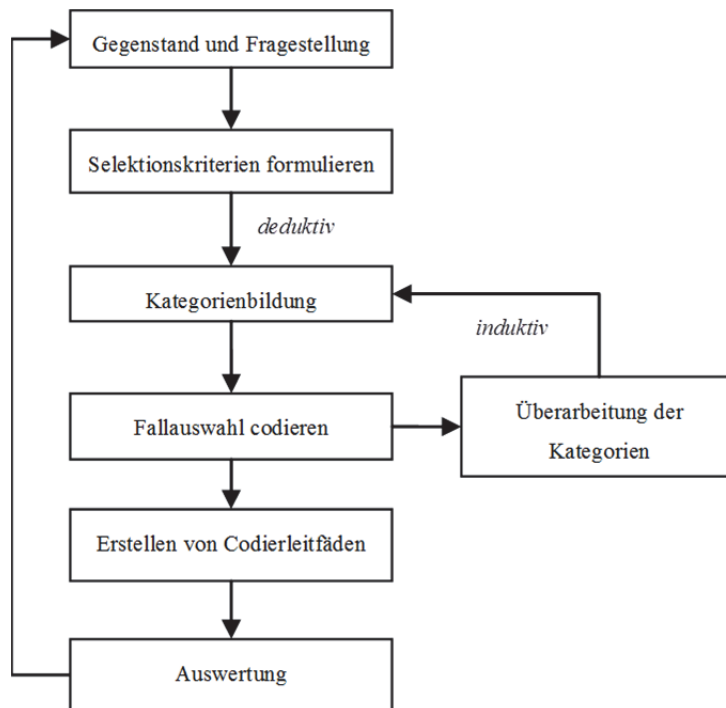 Gegenstand und Fragestellung
Selektionskriterien formulieren
deduktiv
Kategorienbildung
induktiv
Fallauswahl codieren
Überarbeitung der
Kategorien
Erstellen von Codierleitfäden
Auswertung